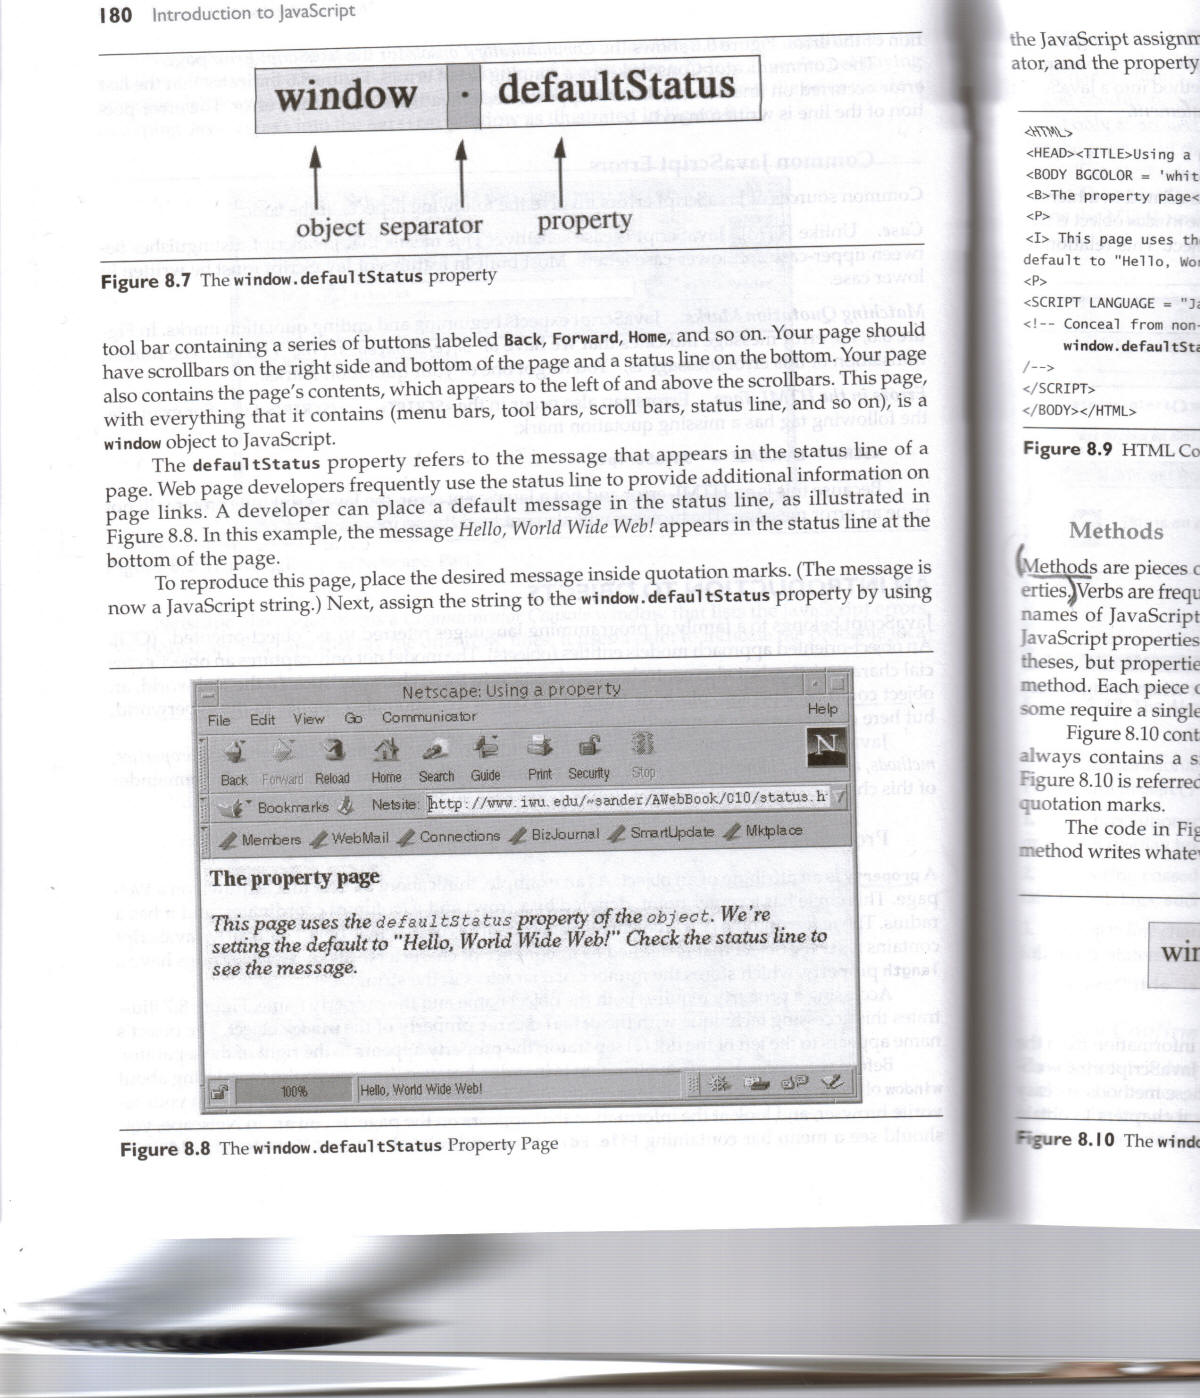 180 Introduction to JavaScript
window . defaultStatus
object separator property
Figure 8.7 The window.defaultStatus property
tool bar containing a series of buttons labeled Back, Forward, Home, and so on. Your page should
have scrollbars on the right side and bottom of the page and a status line on the bottom. Your page
also contains the page's contents, which appears to the left of and above the scrollbars. This page,
with everything that it contains (menu bars, tool bars, scroll bars, status line, and so on), is a
window object to JavaScript.
The defaultStatus property refers to the message that appears in the status line of a
page. Web page developers frequently use the status line to provide additional information on
page links. A developer can place a default message in the status line, as illustrated in
Figure 8.8. In this example, the message Hello, World Wide Web! appears in the status line at the
bottom of the page.
To reproduce this page, place the desired message inside quotation marks. (The message is
now a JavaScript string.) Next, assign the string to the window.defaultStatus property by using
Netscape: Using a property
File Edit View Go Communicator Help
Back Forward Reload Home Search Guide Print Security Stop
N
Bookmarks Netsite: http://www.iwu.edu/~sander/AWebBook/C10/status.h
Members WebMail Connections BizJournal SmartUpdate Mktplace
The property page
This page uses the defaultStatus property of the object. We're
setting the default to "Hello, World Wide Web!" Check the status line to
see the message.
100% Hello, World Wide Web!
Figure 8.8 The window.defaultStatus Property Page
the JavaScript assignm
ator, and the property
<HTML>
<HEAD><TITLE>Using a
<BODY BGCOLOR = 'whit
<B>The property page<
<P>
<I> This page uses th
default to "Hello, Wor
<P>
<SCRIPT LANGUAGE = "Ja
<!-- Conceal from non-
window.defaultSta
/-->
</SCRIPT>
</BODY></HTML>
Figure 8.9 HTML Co
Methods
Methods are pieces o
erties. Verbs are frequ
names of JavaScript
JavaScript properties
theses, but propertie
method. Each piece o
some require a single
Figure 8.10 cont
always contains a s
Figure 8.10 is referred
quotation marks.
The code in Fig
method writes whatev
win
Figure 8.10 The windo